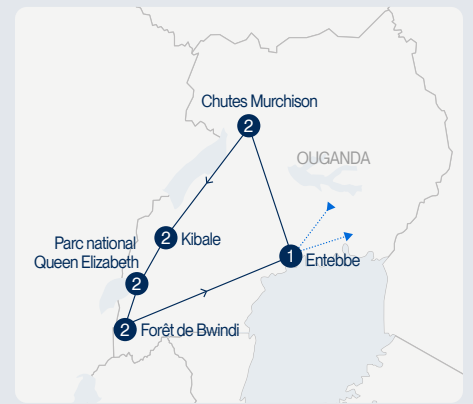 Chutes Murchison
2
OUGANDA
2 Kibale
Parc national
Queen Elizabeth
2
1 Entebbe
2 Forêt de Bwindi